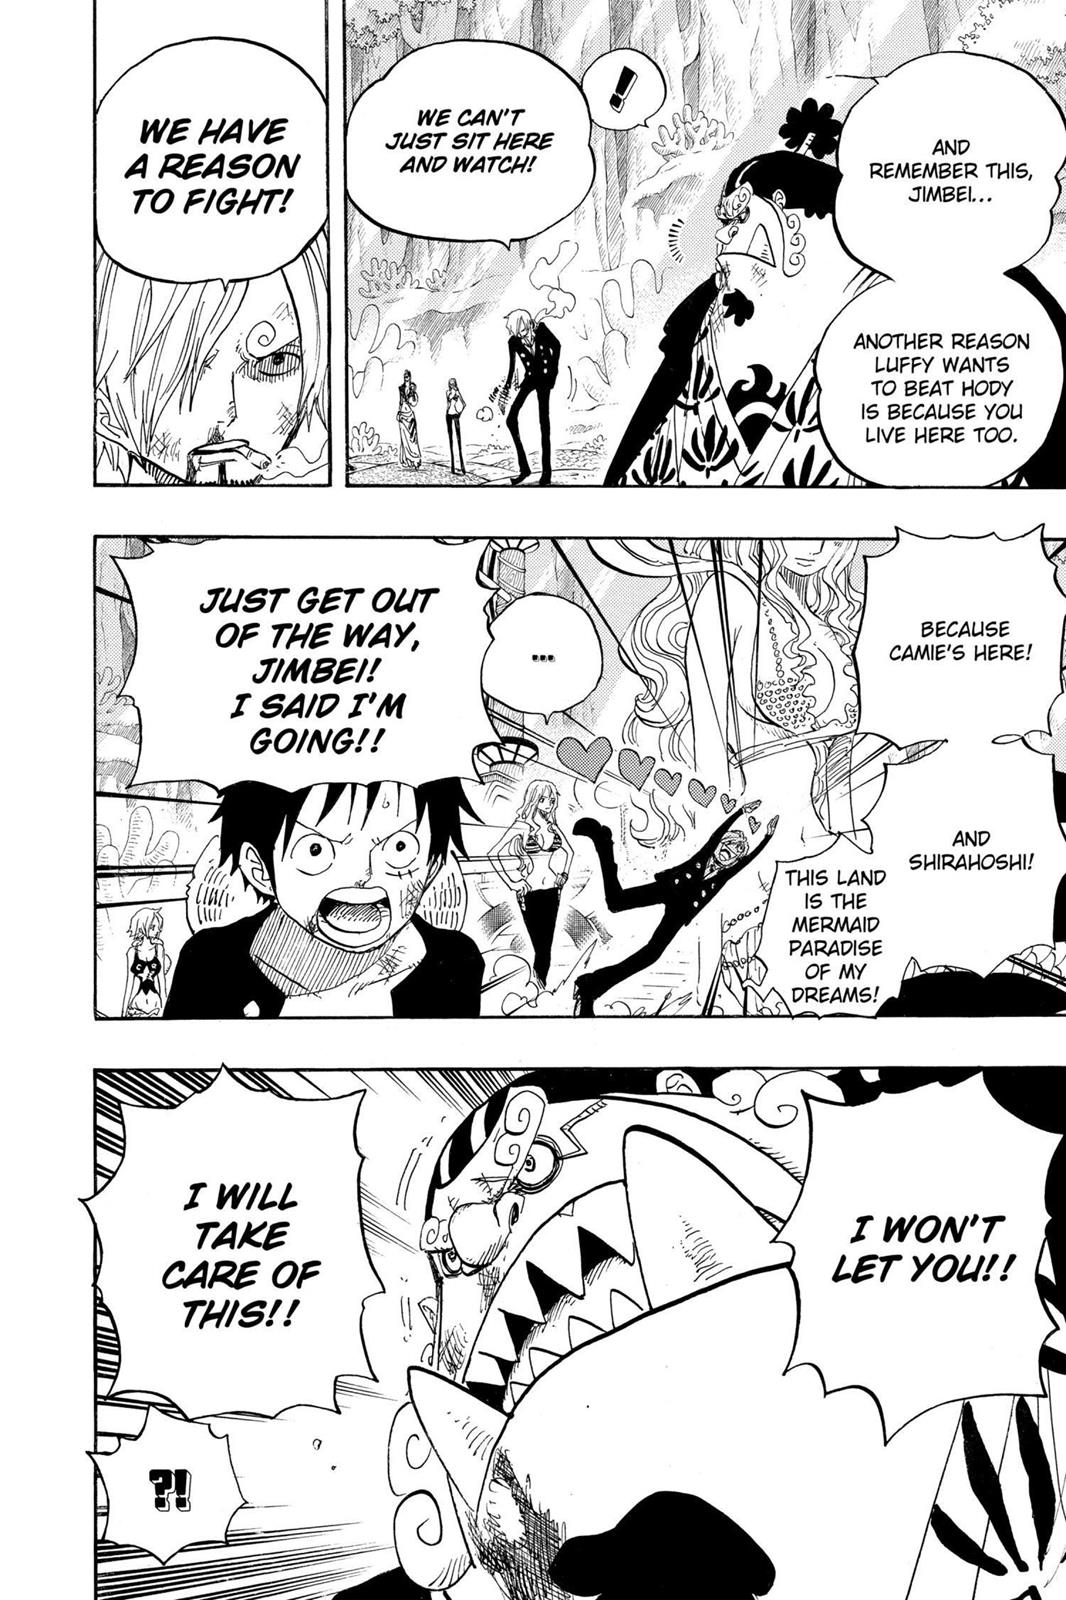 AND
REMEMBER THIS,
JIMBEI...
ANOTHER REASON
LUFFY WANTS
TO BEAT HODY
IS BECAUSE YOU
LIVE HERE TOO.
!
WE CAN'T
JUST SIT HERE
AND WATCH!
WE HAVE
A REASON
TO FIGHT!
BECAUSE
CAMIE'S HERE!
AND
SHIRAHOSHI!
THIS LAND
IS THE
MERMAID
PARADISE
OF MY
DREAMS!
...
JUST GET OUT
OF THE WAY,
JIMBEI!
I SAID I'M
GOING!!
I WON'T
LET YOU!!
I WILL
TAKE
CARE OF
THIS!!
?!